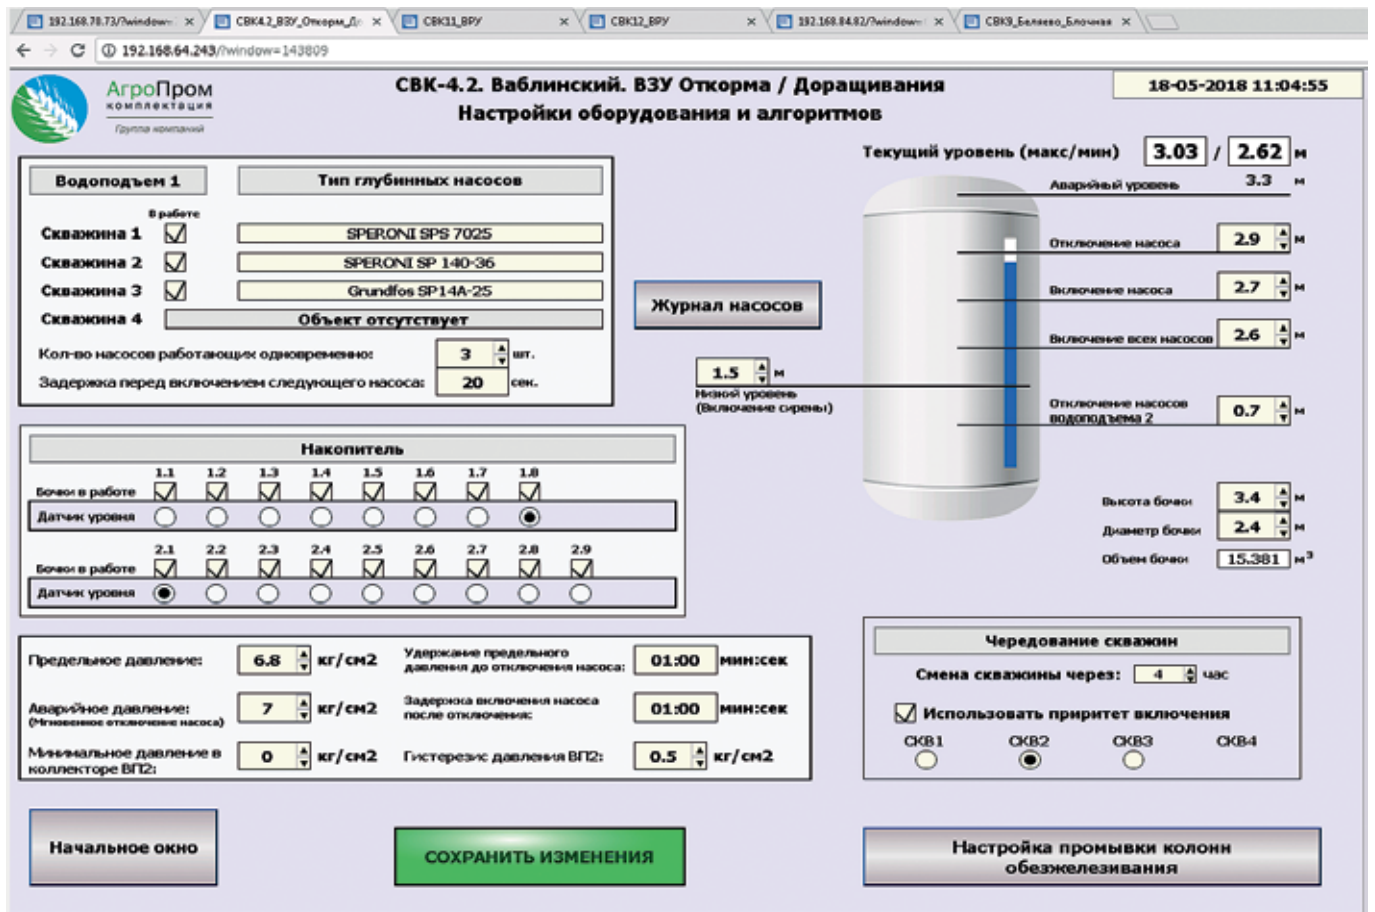 192.168.78.73/?window=
СВК4.2_ВЗУ_Откорм_До
СВК11_ВРУ
СВК12_ВРУ
192.168.84.82/?window=
СВК9_Беляево_Блочная
192.168.64.243/?window=143809
АгроПром
комплектация
Группа компаний
СВК-4.2. Ваблинский. ВЗУ Откорма / Доращивания
Настройки оборудования и алгоритмов
18-05-2018 11:04:55
Текущий уровень (макс/мин) 3.03 / 2.62 м
Водоподъем 1
Тип глубинных насосов
В работе
Скважина 1 SPERONI SPS 7025
Скважина 2 SPERONI SP 140-36
Скважина 3 Grundfos SP14A-25
Скважина 4 Объект отсутствует
Кол-во насосов работающих одновременно: 3 шт.
Задержка перед включением следующего насоса: 20 сек.
Журнал насосов
Аварийный уровень 3.3 м
Отключение насоса 2.9 м
Включение насоса 2.7 м
Включение всех насосов 2.6 м
1.5 м
Низкий уровень
(Включение сирены)
Отключение насосов
водоподъема 2 0.7 м
Высота бочки 3.4 м
Диаметр бочки 2.4 м
Объем бочки 15.381 м3
Накопитель
1.1 1.2 1.3 1.4 1.5 1.6 1.7 1.8
Бочки в работе
Датчик уровня
2.1 2.2 2.3 2.4 2.5 2.6 2.7 2.8 2.9
Бочки в работе
Датчик уровня
Предельное давление: 6.8 кг/см2
Удержание предельного
давления до отключения насоса: 01:00 мин:сек
Аварийное давление:
(Мгновенное отключение насоса) 7 кг/см2
Задержка включения насоса
после отключения: 01:00 мин:сек
Минимальное давление в
коллекторе ВП2: 0 кг/см2
Гистерезис давления ВП2: 0.5 кг/см2
Чередование скважин
Смена скважины через: 4 час
Использовать приритет включения
СКВ1 СКВ2 СКВ3 СКВ4
Начальное окно
СОХРАНИТЬ ИЗМЕНЕНИЯ
Настройка промывки колонн
обезжелезивания